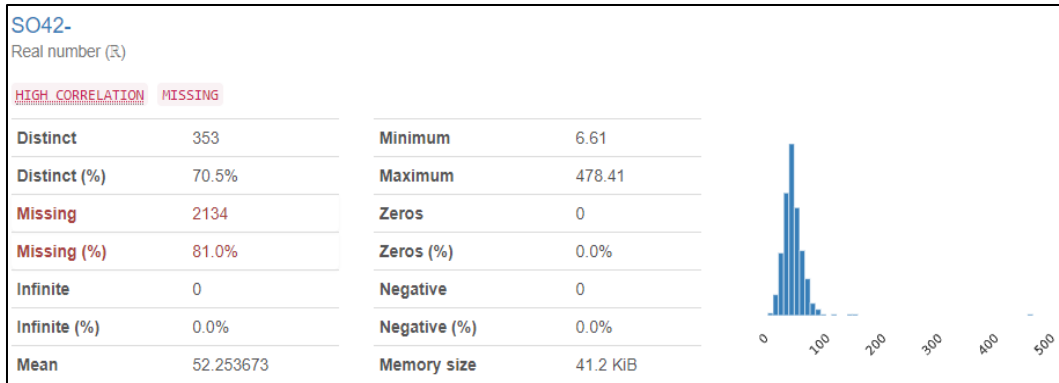 SO42-
Real number (ℝ)
HIGH CORRELATION MISSING
Distinct 353
Distinct (%) 70.5%
Missing 2134
Missing (%) 81.0%
Infinite 0
Infinite (%) 0.0%
Mean 52.253673
Minimum 6.61
Maximum 478.41
Zeros 0
Zeros (%) 0.0%
Negative 0
Negative (%) 0.0%
Memory size 41.2 KiB
0 100 200 300 400 500